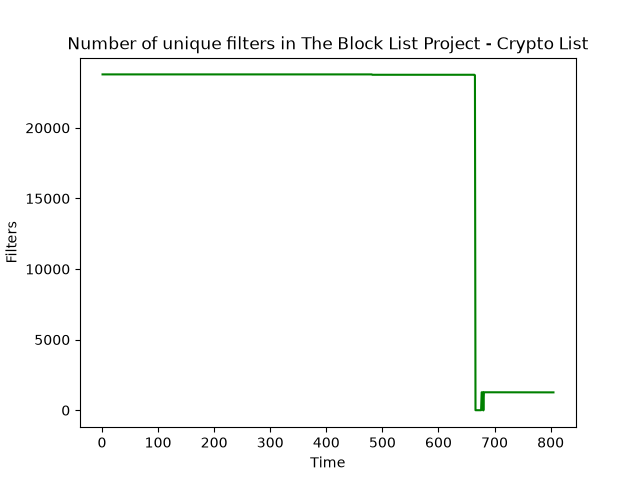 Number of unique filters in The Block List Project - Crypto List
20000
15000
10000
5000
0
Filters
0 100 200 300 400 500 600 700 800
Time